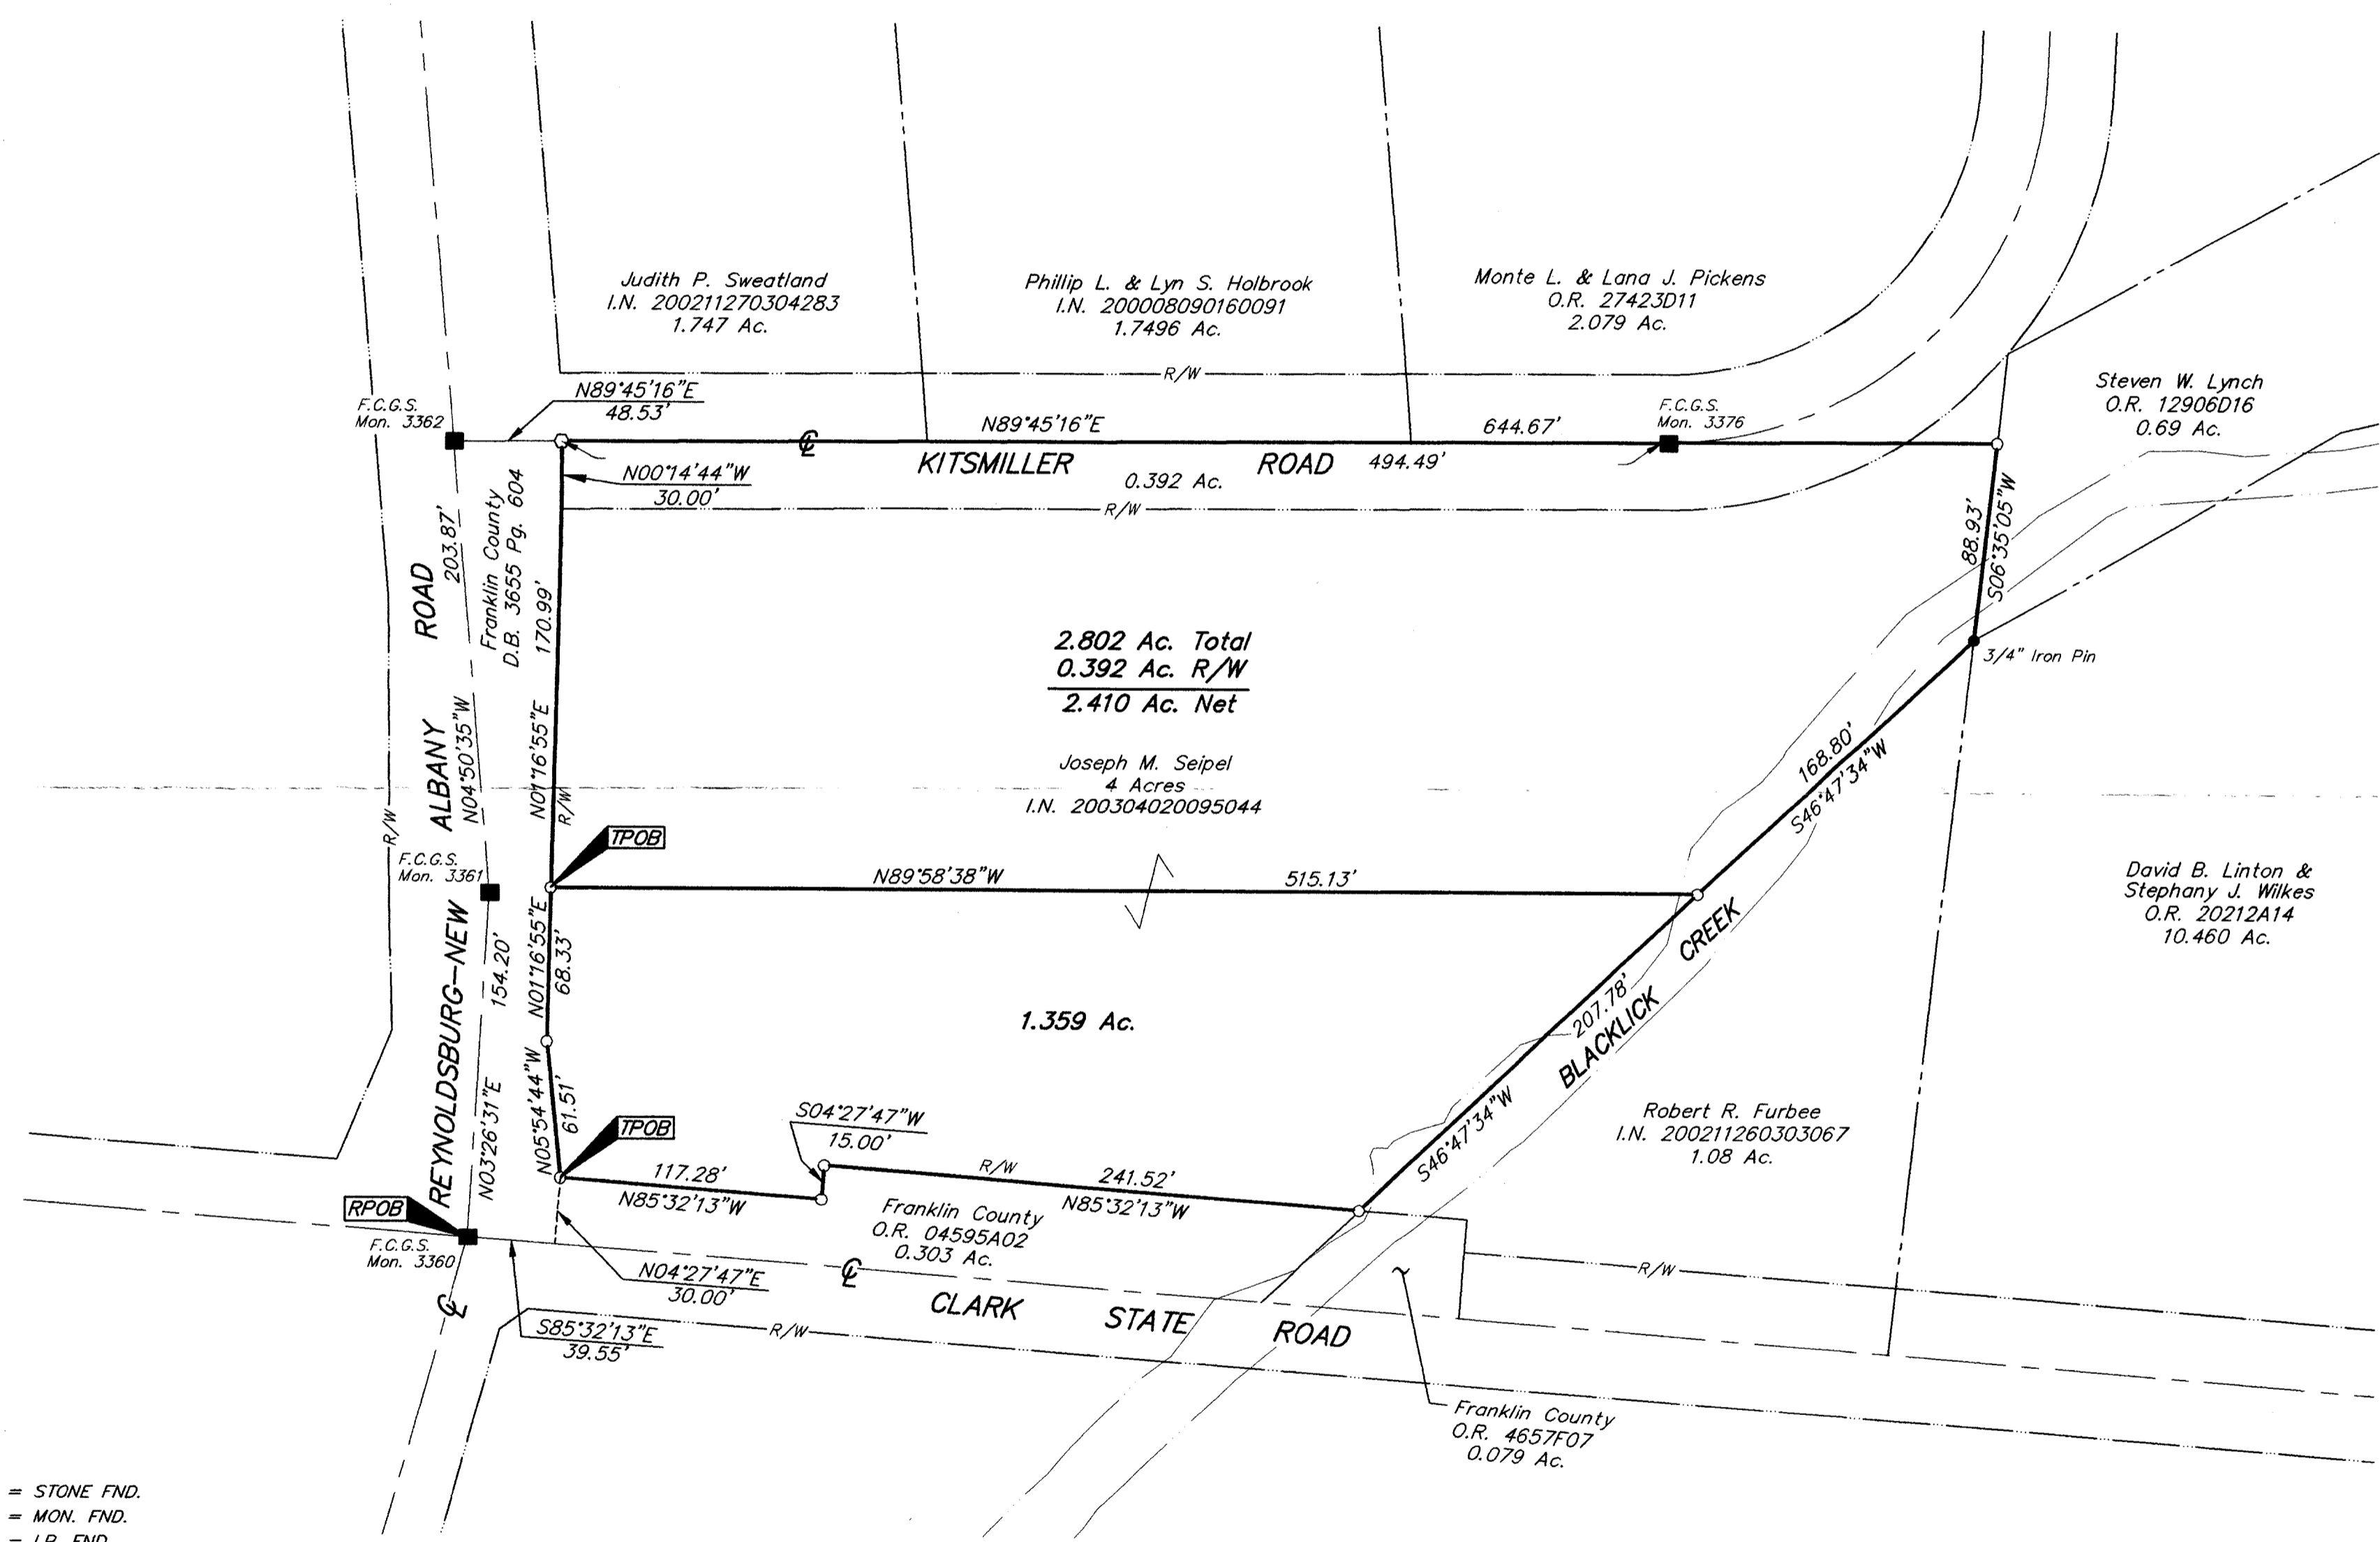 Judith P. Sweatland
I.N. 200211270304283
1.747 Ac.
Phillip L. & Lyn S. Holbrook
I.N. 200008090160091
1.7496 Ac.
Monte L. & Lana J. Pickens
O.R. 27423D11
2.079 Ac.
Steven W. Lynch
O.R. 12906D16
0.69 Ac.
R/W
N89°45'16"E
48.53'
F.C.G.S.
Mon. 3362
N89°45'16"E
644.67'
F.C.G.S.
Mon. 3376
℄
KITSMILLER ROAD
494.49'
0.392 Ac.
N00°14'44"W
30.00'
R/W
Franklin County
D.B. 3655 Pg. 604
203.87'
170.99'
88.93'
S06°35'05"W
3/4" Iron Pin
2.802 Ac. Total
0.392 Ac. R/W
2.410 Ac. Net
N04°50'35"W
N01°16'55"E
R/W
R/W
Joseph M. Seipel
4 Acres
I.N. 200304020095044
168.80'
S46°47'34"W
TPOB
F.C.G.S.
Mon. 3361
N89°58'38"W
515.13'
REYNOLDSBURG-NEW ALBANY ROAD
154.20'
N01°16'55"E
68.33'
David B. Linton &
Stephany J. Wilkes
O.R. 20212A14
10.460 Ac.
1.359 Ac.
207.78'
S46°47'34"W
BLACKLICK CREEK
N03°26'31"E
N05°54'44"W
61.51'
TPOB
S04°27'47"W
15.00'
117.28'
N85°32'13"W
R/W
241.52'
N85°32'13"W
Robert R. Furbee
I.N. 200211260303067
1.08 Ac.
RPOB
F.C.G.S.
Mon. 3360
Franklin County
O.R. 04595A02
0.303 Ac.
N04°27'47"E
30.00'
℄
℄
S85°32'13"E
39.55'
CLARK STATE ROAD
R/W
R/W
Franklin County
O.R. 4657F07
0.079 Ac.
= STONE FND.
= MON. FND.
= I.P. FND.